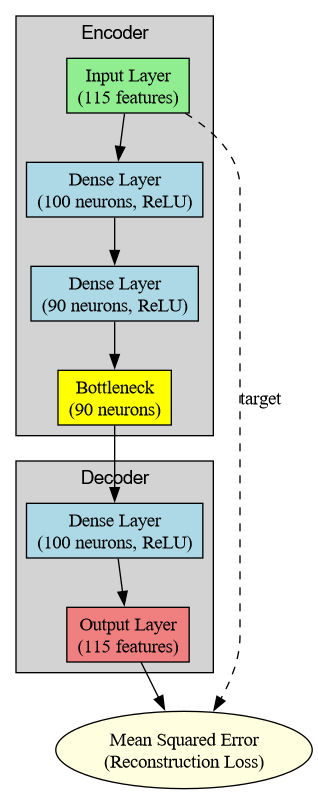 Encoder
Input Layer
(115 features)
Dense Layer
(100 neurons, ReLU)
Dense Layer
(90 neurons, ReLU)
Bottleneck
(90 neurons)
target
Decoder
Dense Layer
(100 neurons, ReLU)
Output Layer
(115 features)
Mean Squared Error
(Reconstruction Loss)